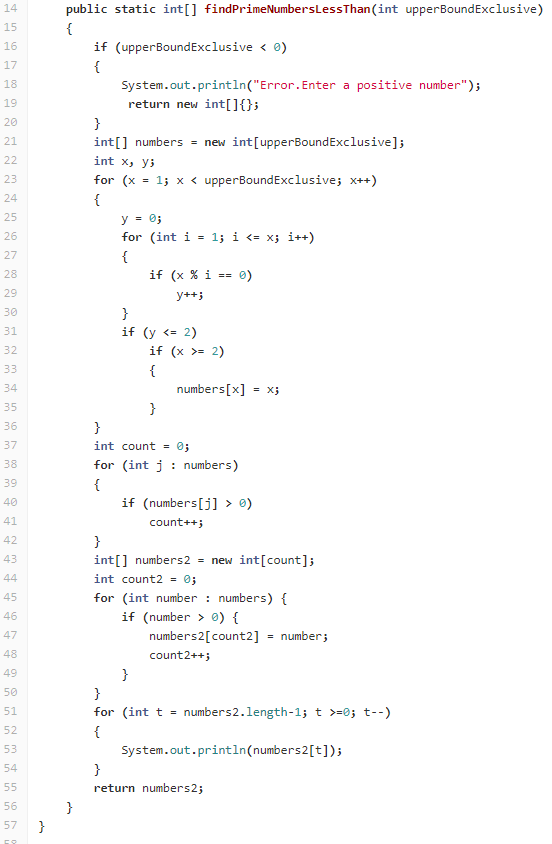 14 public static int[] findPrimeNumbersLessThan(int upperBoundExclusive)
15 {
16 if (upperBoundExclusive < 0)
17 {
18 System.out.println("Error.Enter a positive number");
19 return new int[]{};
20 }
21 int[] numbers = new int[upperBoundExclusive];
22 int x, y;
23 for (x = 1; x < upperBoundExclusive; x++)
24 {
25 y = 0;
26 for (int i = 1; i <= x; i++)
27 {
28 if (x % i == 0)
29 y++;
30 }
31 if (y <= 2)
32 if (x >= 2)
33 {
34 numbers[x] = x;
35 }
36 }
37 int count = 0;
38 for (int j : numbers)
39 {
40 if (numbers[j] > 0)
41 count++;
42 }
43 int[] numbers2 = new int[count];
44 int count2 = 0;
45 for (int number : numbers) {
46 if (number > 0) {
47 numbers2[count2] = number;
48 count2++;
49 }
50 }
51 for (int t = numbers2.length-1; t >=0; t--)
52 {
53 System.out.println(numbers2[t]);
54 }
55 return numbers2;
56 }
57 }
58